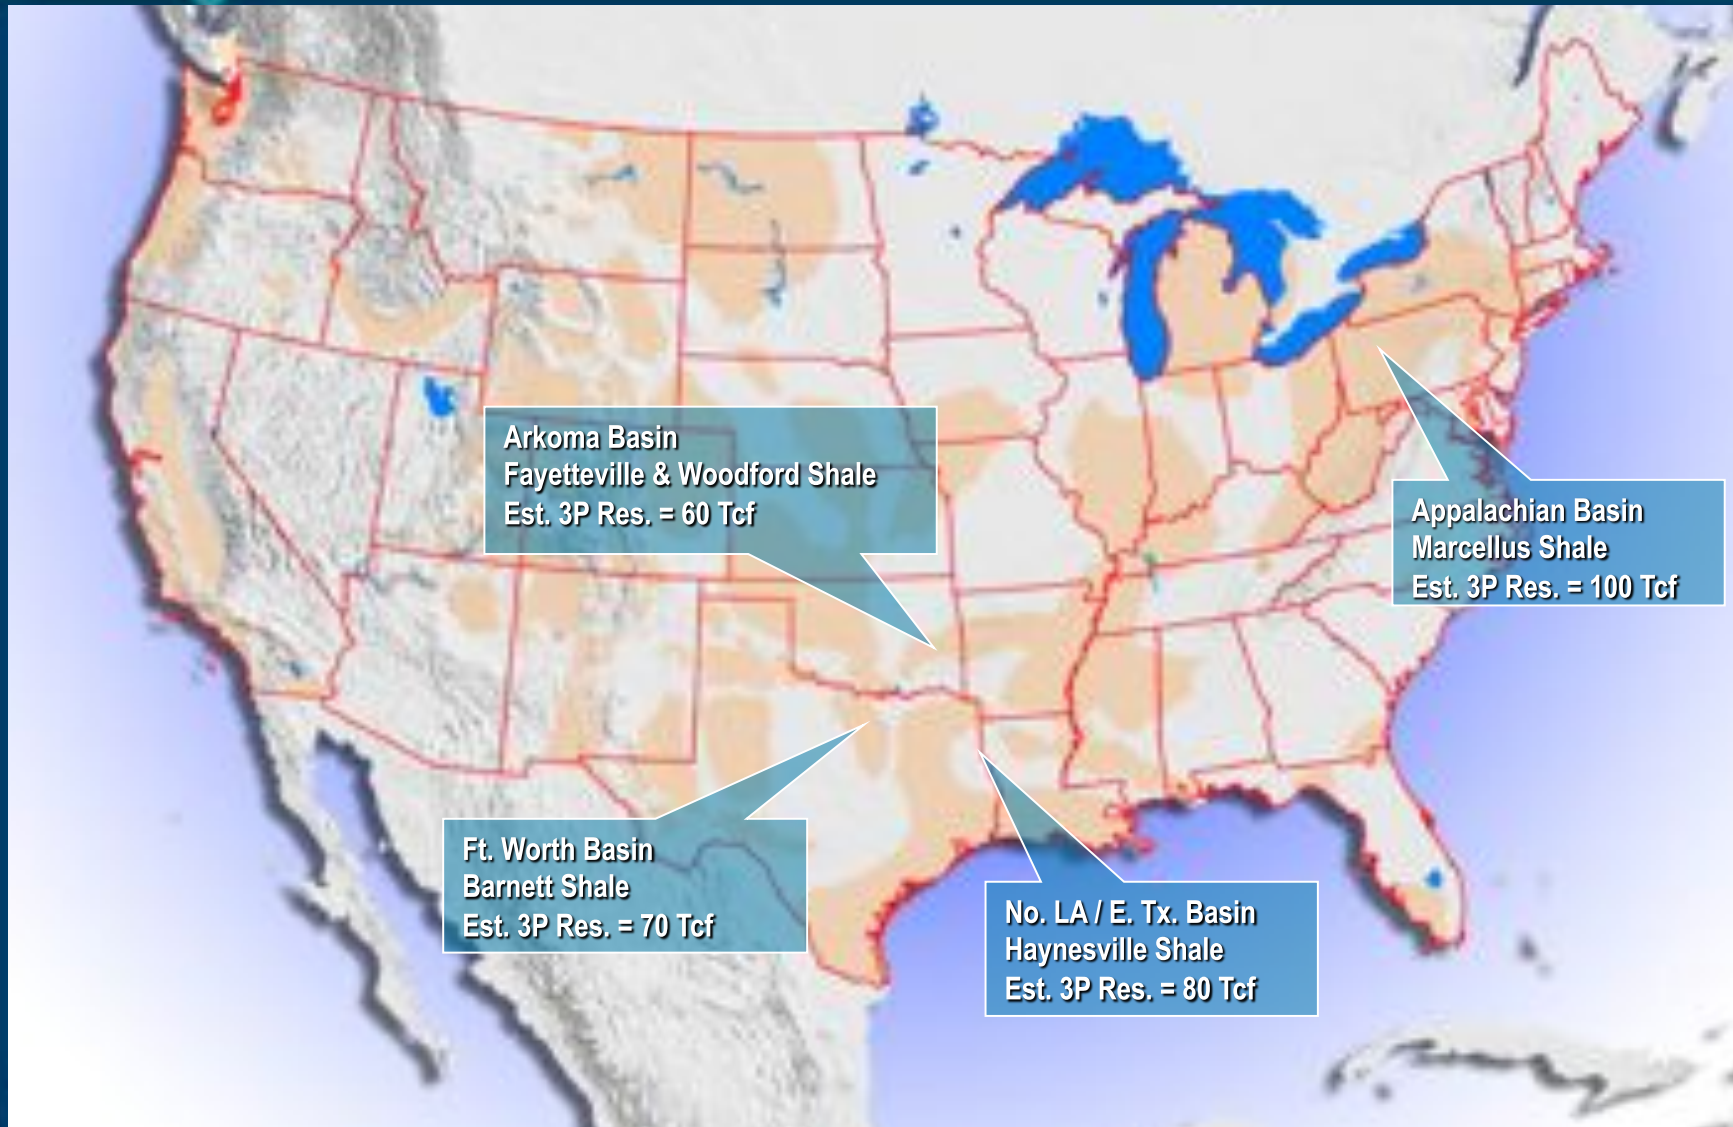 Arkoma Basin
Fayetteville & Woodford Shale
Est. 3P Res. = 60 Tcf
Appalachian Basin
Marcellus Shale
Est. 3P Res. = 100 Tcf
Ft. Worth Basin
Barnett Shale
Est. 3P Res. = 70 Tcf
No. LA / E. Tx. Basin
Haynesville Shale
Est. 3P Res. = 80 Tcf